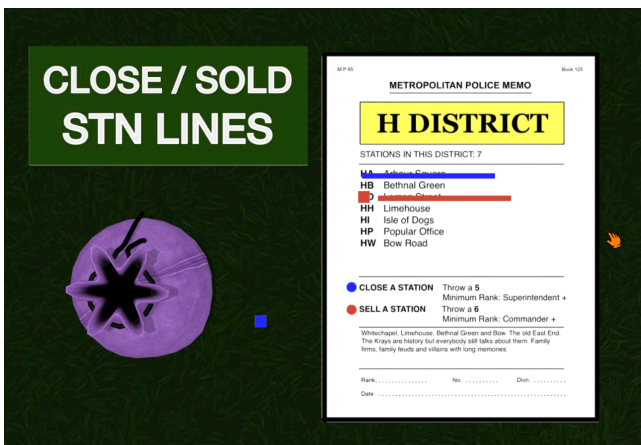 CLOSE / SOLD
STN LINES
M P 85
Book 125
METROPOLITAN POLICE MEMO
H DISTRICT
STATIONS IN THIS DISTRICT: 7
HA
HB Bethnal Green
HH Limehouse
HI Isle of Dogs
HP Popular Office
HW Bow Road
CLOSE A STATION Throw a 5
Minimum Rank: Superintendent +
SELL A STATION Throw a 6
Minimum Rank: Commander +
Whitechapel, Limehouse, Bethnal Green and Bow. The old East End.
The Krays are history but everybody still talks about them. Family
firms, family feuds and villains with long memories.
Rank............... No .......... Divn ..........
Date ......................................................